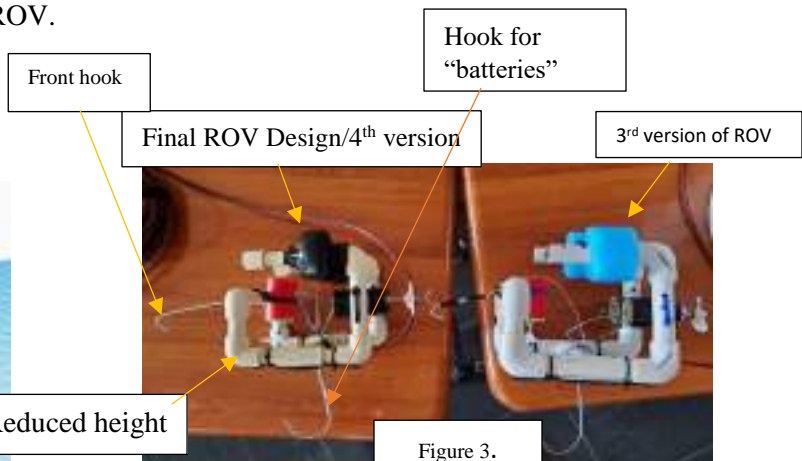 ROV.
Hook for
“batteries”
Front hook
Final ROV Design/4th version
3rd version of ROV
Reduced height
Figure 3.